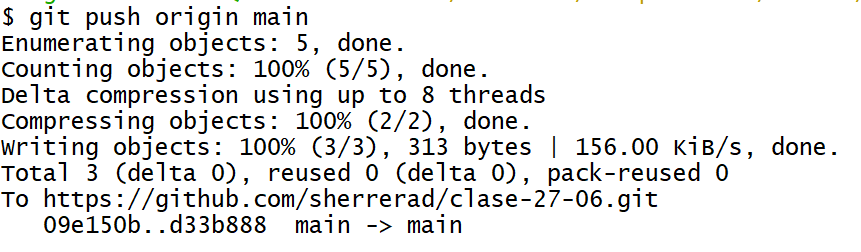 $ git push origin main
Enumerating objects: 5, done.
Counting objects: 100% (5/5), done.
Delta compression using up to 8 threads
Compressing objects: 100% (2/2), done.
Writing objects: 100% (3/3), 313 bytes | 156.00 KiB/s, done.
Total 3 (delta 0), reused 0 (delta 0), pack-reused 0
To https://github.com/sherrerad/clase-27-06.git
   09e150b..d33b888  main -> main